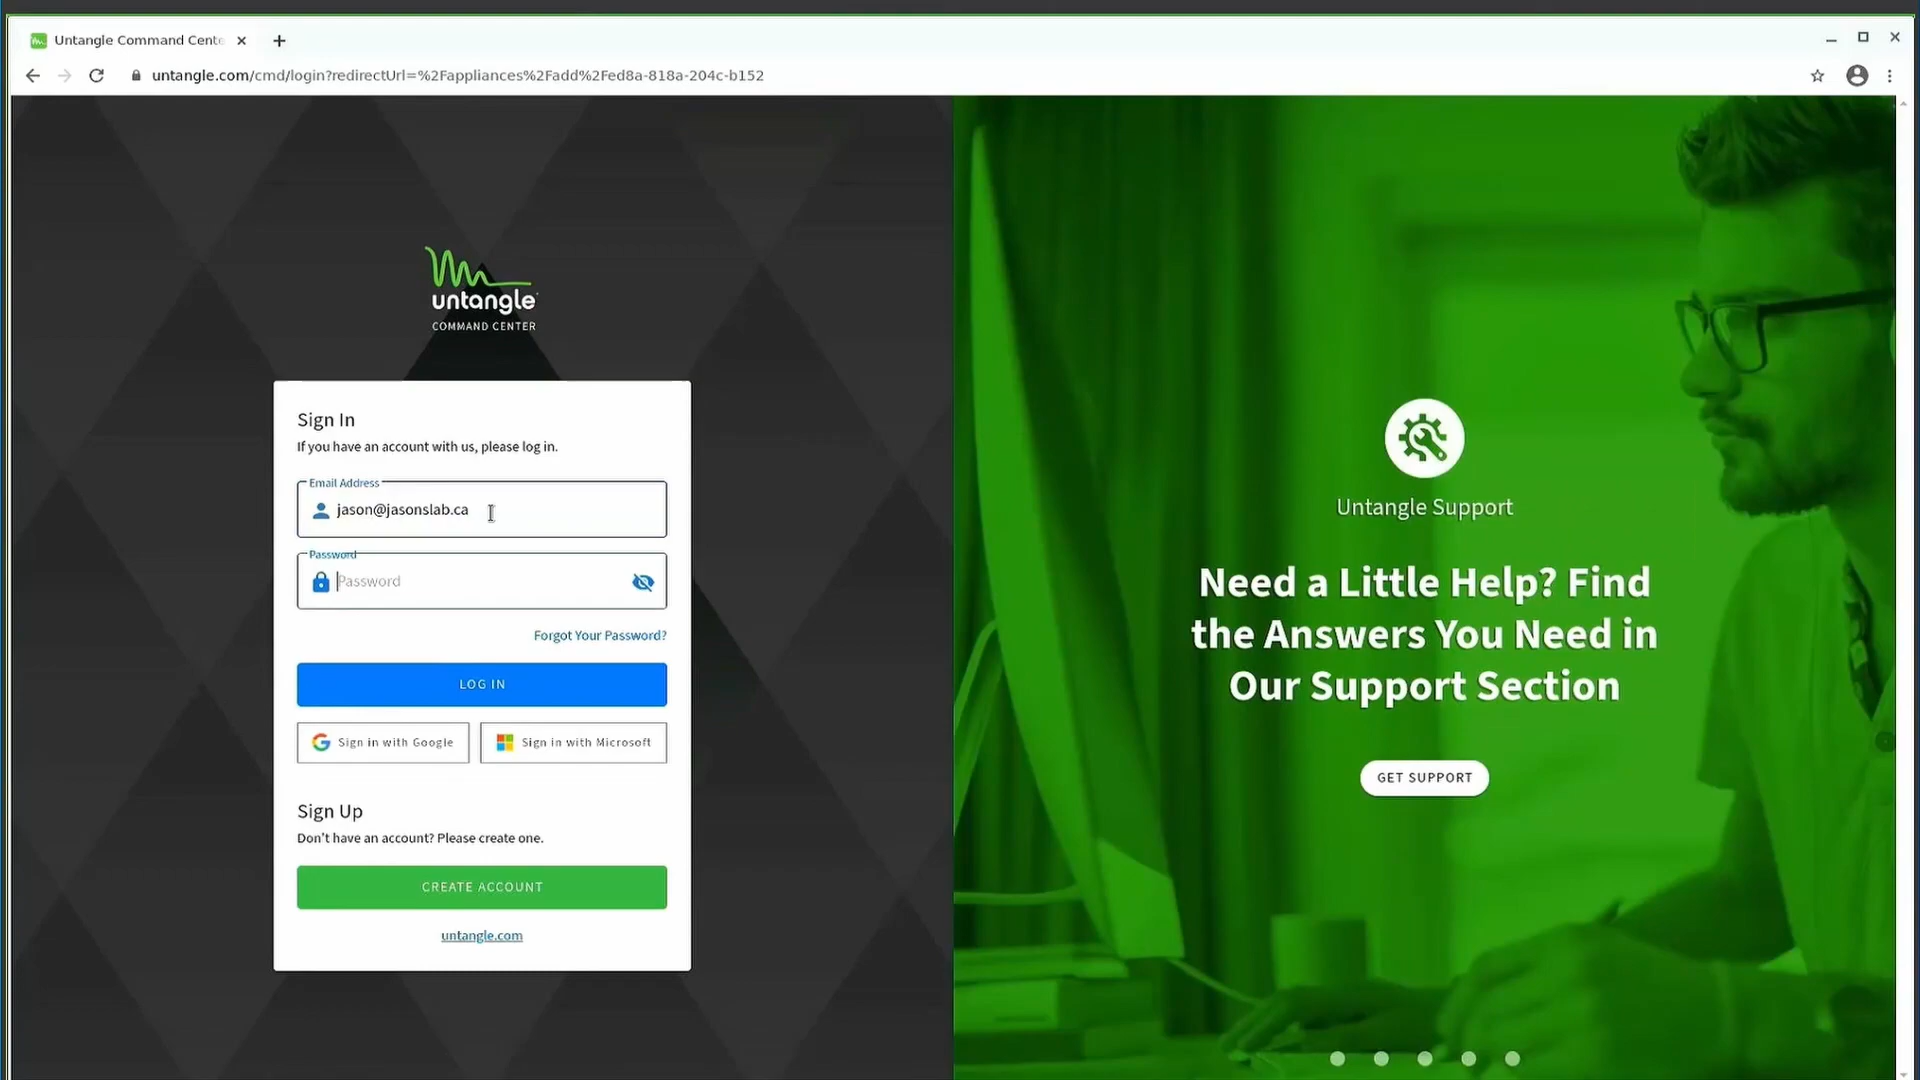 Untangle Command Cente
untangle.com/cmd/login?redirectUrl=%2Fappliances%2Fadd%2Fed8a-818a-204c-b152
untangle
COMMAND CENTER
Sign In
If you have an account with us, please log in.
Email Address
jason@jasonslab.ca
Password
Password
Forgot Your Password?
LOG IN
Sign in with Google
Sign in with Microsoft
Sign Up
Don't have an account? Please create one.
CREATE ACCOUNT
untangle.com
Untangle Support
Need a Little Help? Find
the Answers You Need in
Our Support Section
GET SUPPORT